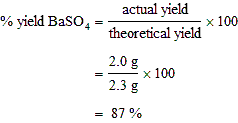 % yield BaSO₄ = actual yield / theoretical yield × 100
= 2.0 g / 2.3 g × 100
= 87 %